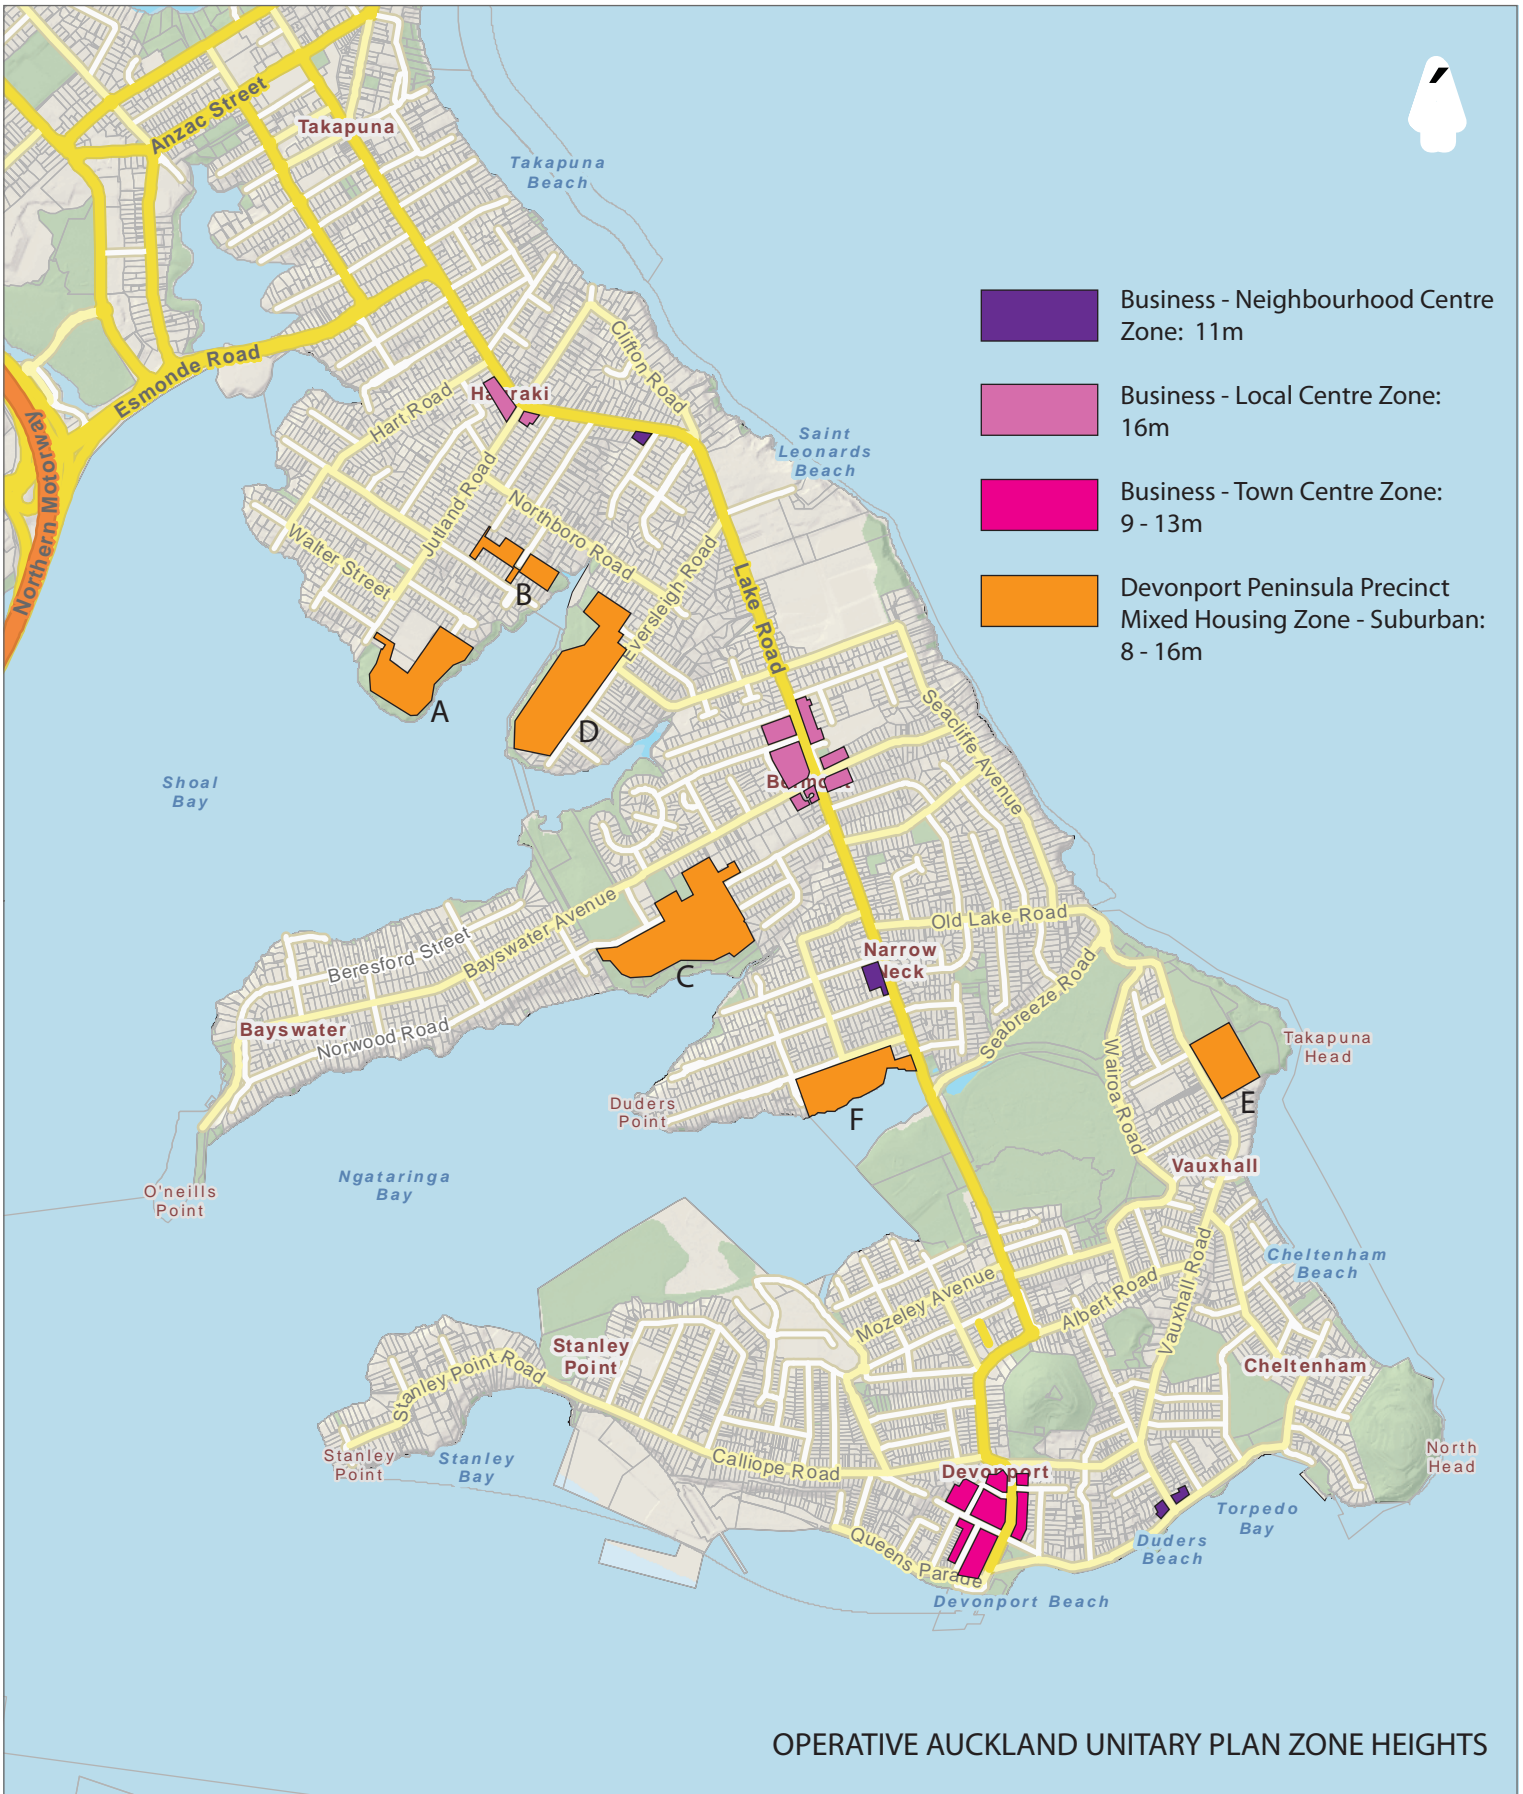 Anzac Street
Takapuna
Takapuna
Beach
Business - Neighbourhood Centre
Zone: 11m
Business - Local Centre Zone:
16m
Business - Town Centre Zone:
9 - 13m
Devonport Peninsula Precinct
Mixed Housing Zone - Suburban:
8 - 16m
Esmonde Road
Northern Motorway
Clifton Road
Hart Road
Saint
Leonards
Beach
Jutland Road
Northboro Road
Walter Street
Eversleigh Road
Lake Road
B
A
D
Seacliffe Avenue
Shoal
Bay
Old Lake Road
Beresford Street
Bayswater Avenue
Narrow
Neck
C
Seabreeze Road
Bayswater
Norwood Road
Wairoa Road
Takapuna
Head
E
Duders
Point
F
Vauxhall
Ngataringa
Bay
O'neills
Point
Vauxhall Road
Cheltenham
Beach
Mozeley Avenue
Albert Road
Stanley
Point
Cheltenham
Stanley Point Road
Stanley
Point
Stanley
Bay
Calliope Road
Devonport
North
Head
Torpedo
Bay
Duders
Beach
Queens Parade
Devonport Beach
OPERATIVE AUCKLAND UNITARY PLAN ZONE HEIGHTS